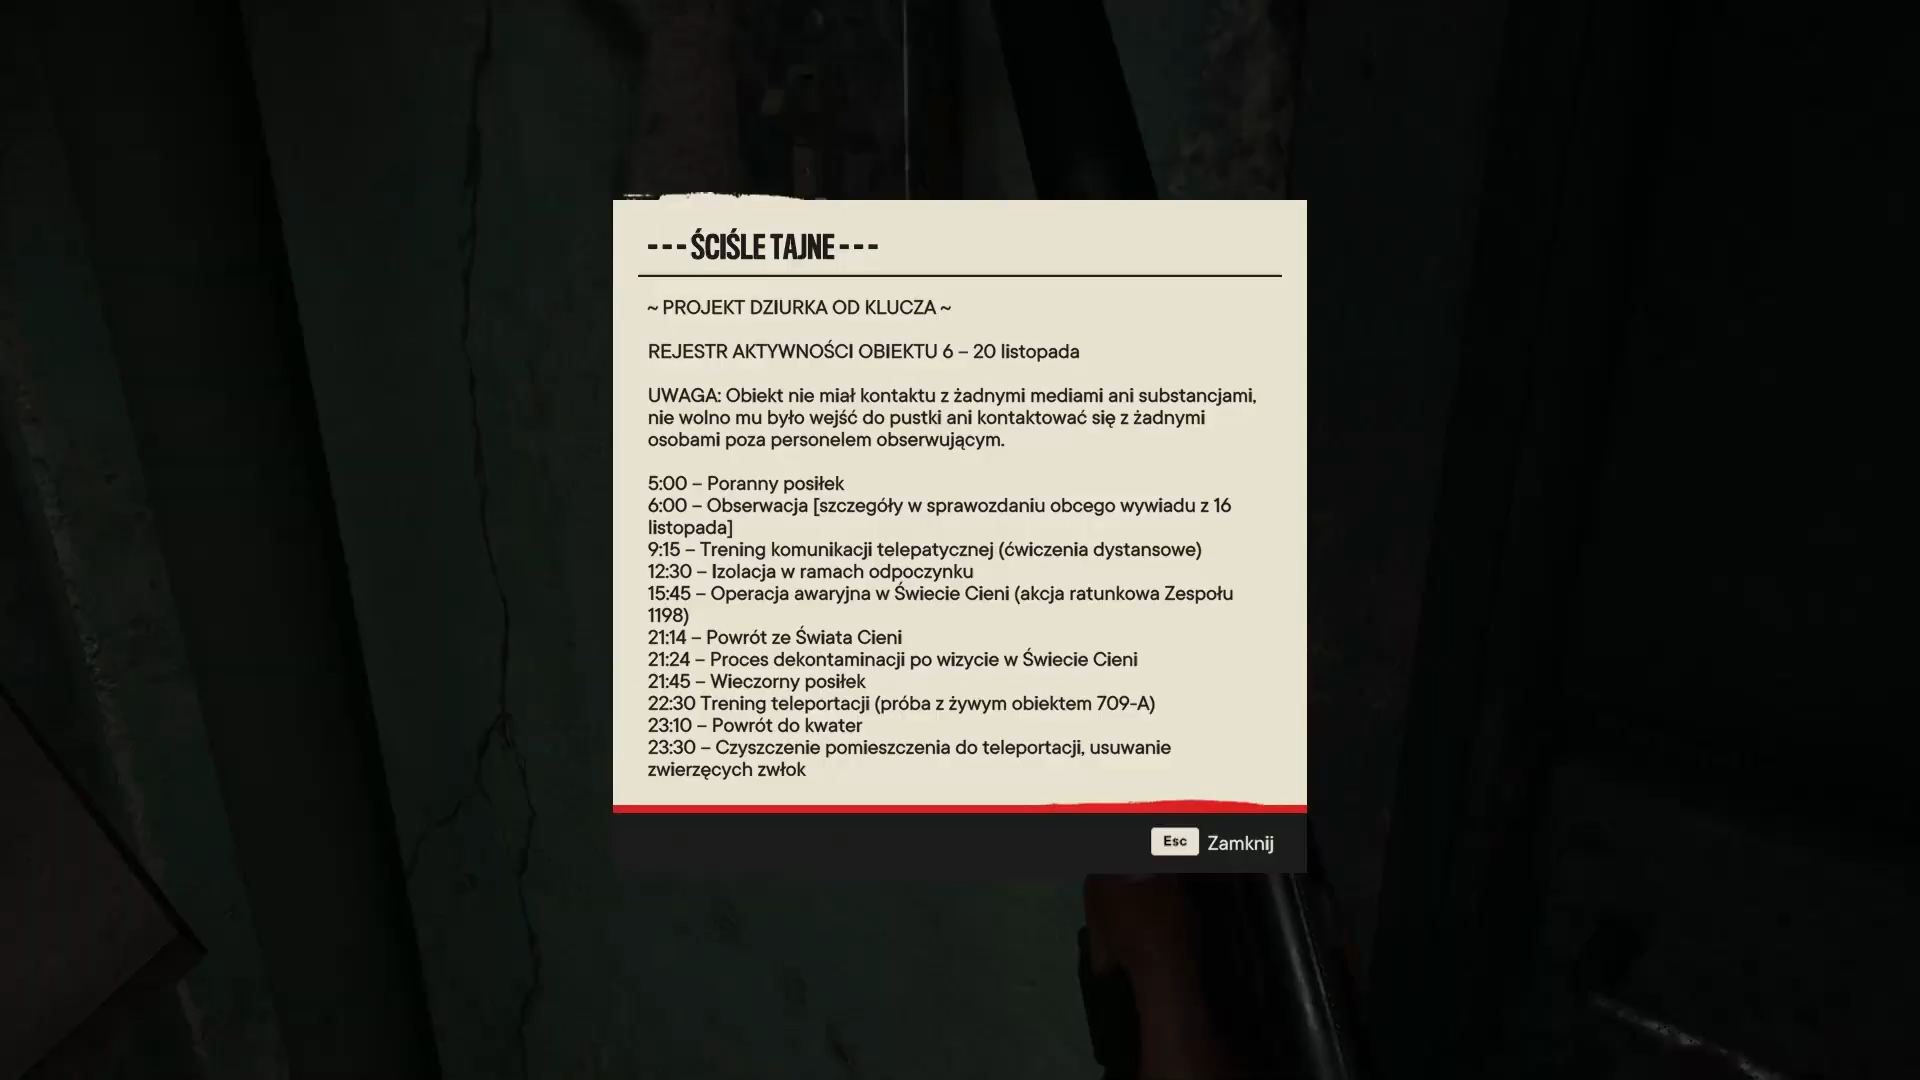 --- ŚCIŚLE TAJNE ---
~ PROJEKT DZIURKA OD KLUCZA ~
REJESTR AKTYWNOŚCI OBIEKTU 6 – 20 listopada
UWAGA: Obiekt nie miał kontaktu z żadnymi mediami ani substancjami,
nie wolno mu było wejść do pustki ani kontaktować się z żadnymi
osobami poza personelem obserwującym.
5:00 – Poranny posiłek
6:00 – Obserwacja [szczegóły w sprawozdaniu obcego wywiadu z 16
listopada]
9:15 – Trening komunikacji telepatycznej (ćwiczenia dystansowe)
12:30 – Izolacja w ramach odpoczynku
15:45 – Operacja awaryjna w Świecie Cieni (akcja ratunkowa Zespołu
1198)
21:14 – Powrót ze Świata Cieni
21:24 – Proces dekontaminacji po wizycie w Świecie Cieni
21:45 – Wieczorny posiłek
22:30 Trening teleportacji (próba z żywym obiektem 709-A)
23:10 – Powrót do kwater
23:30 – Czyszczenie pomieszczenia do teleportacji, usuwanie
zwierzęcych zwłok
Esc Zamknij